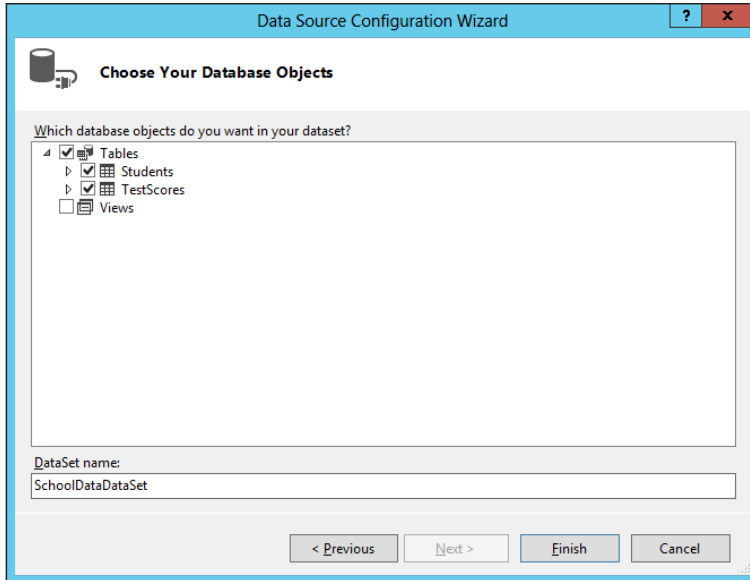 Data Source Configuration Wizard
?
x
Choose Your Database Objects
Which database objects do you want in your dataset?
Tables
Students
TestScores
Views
DataSet name:
SchoolDataDataSet
< Previous Next > Finish Cancel